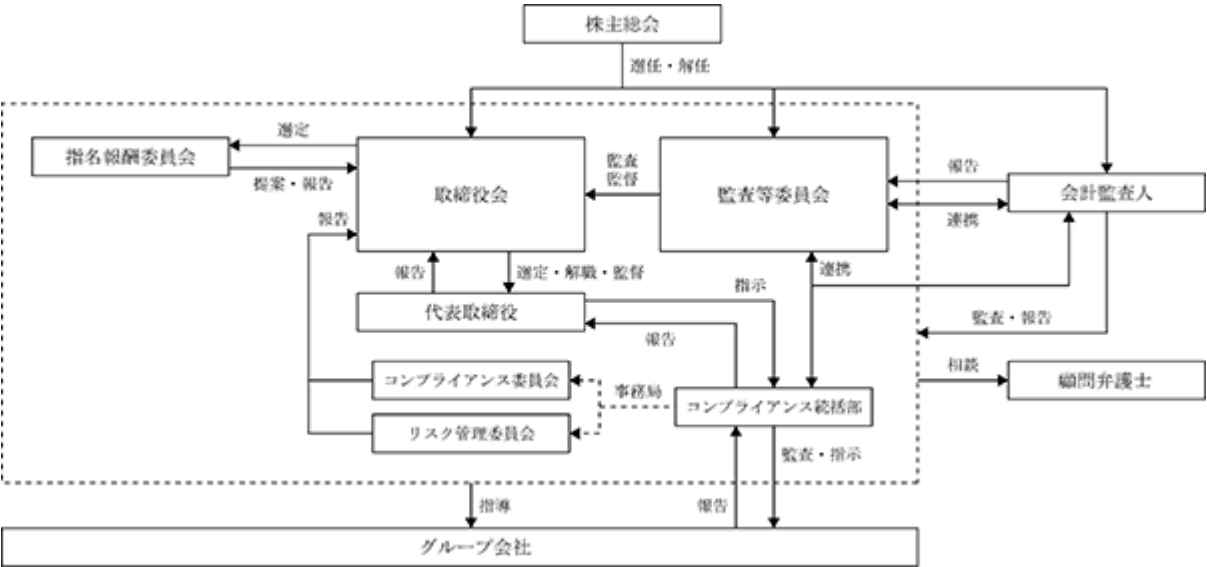 株主総会
選任・解任
指名報酬委員会
選定
提案・報告
取締役会
監査
監督
監査等委員会
報告
連携
会計監査人
報告
報告
選定・解職・監督
連携
指示
代表取締役
監査・報告
報告
相談
顧問弁護士
コンプライアンス委員会
事務局
コンプライアンス統括部
リスク管理委員会
監査・指示
指導
報告
グループ会社